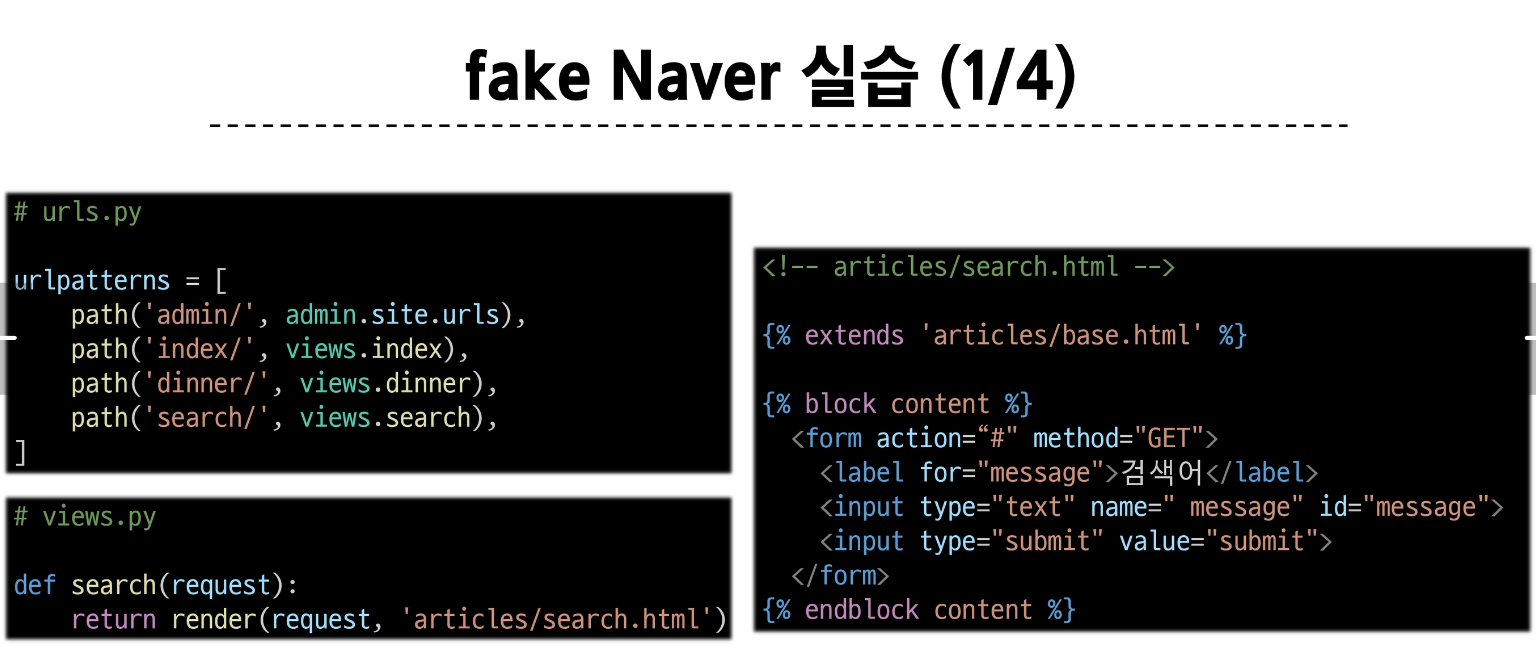 fake Naver 실습 (1/4)
# urls.py
urlpatterns = [
    path('admin/', admin.site.urls),
    path('index/', views.index),
    path('dinner/', views.dinner),
    path('search/', views.search),
]
# views.py
def search(request):
    return render(request, 'articles/search.html')
<!-- articles/search.html -->
{% extends 'articles/base.html' %}
{% block content %}
  <form action=“#" method="GET">
    <label for="message">검색어</label>
    <input type="text" name=" message" id="message">
    <input type="submit" value="submit">
  </form>
{% endblock content %}